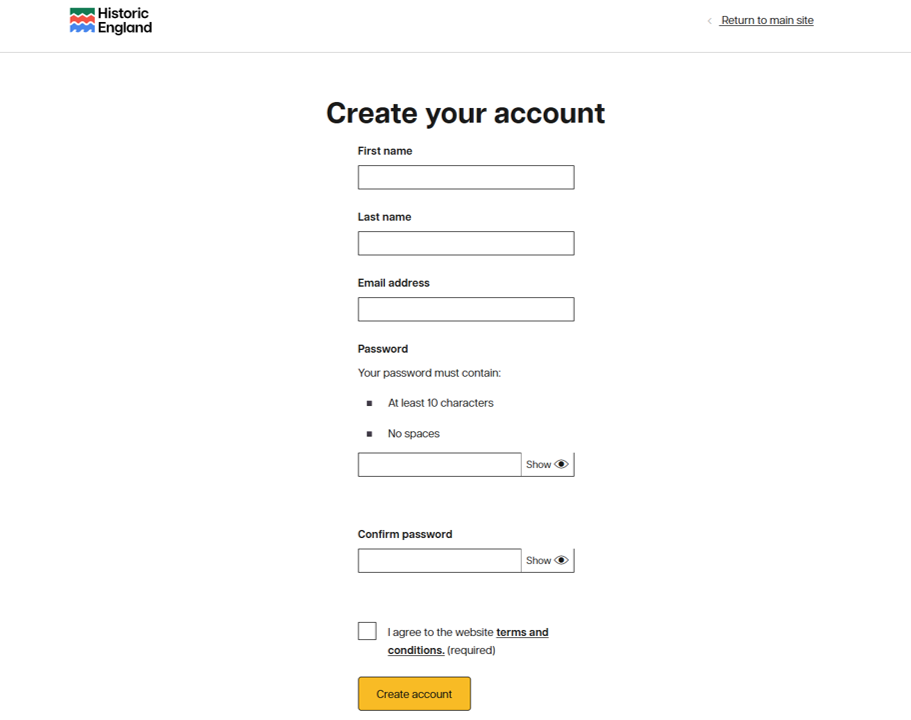 Historic
England
Return to main site
Create your account
First name
Last name
Email address
Password
Your password must contain:
At least 10 characters
No spaces
Show
Confirm password
Show
I agree to the website terms and
conditions. (required)
Create account